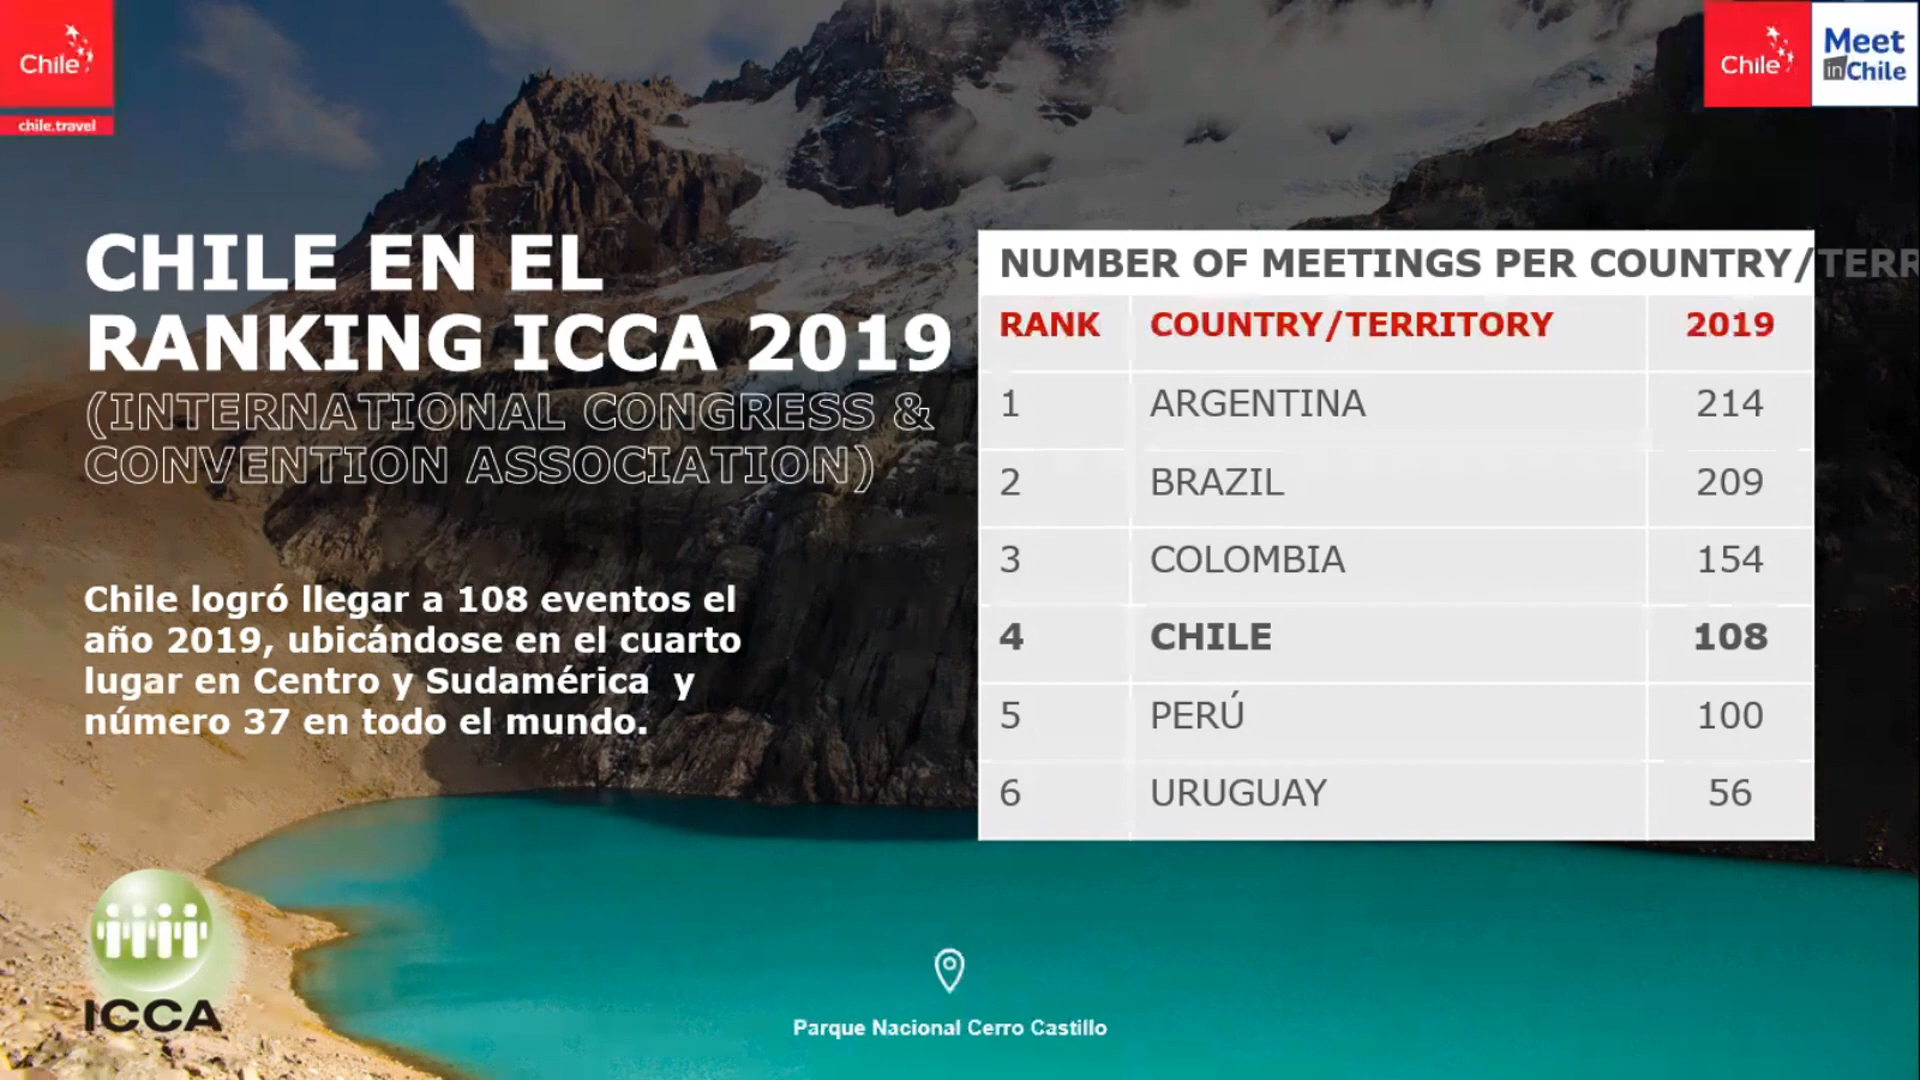 Chile
chile.travel
Chile
Meet
in Chile
CHILE EN EL
RANKING ICCA 2019
(INTERNATIONAL CONGRESS &
CONVENTION ASSOCIATION)
Chile logró llegar a 108 eventos el
año 2019, ubicándose en el cuarto
lugar en Centro y Sudamérica y
número 37 en todo el mundo.
NUMBER OF MEETINGS PER COUNTRY/TERR
RANK COUNTRY/TERRITORY 2019
1 ARGENTINA 214
2 BRAZIL 209
3 COLOMBIA 154
4 CHILE 108
5 PERÚ 100
6 URUGUAY 56
ICCA
Parque Nacional Cerro Castillo